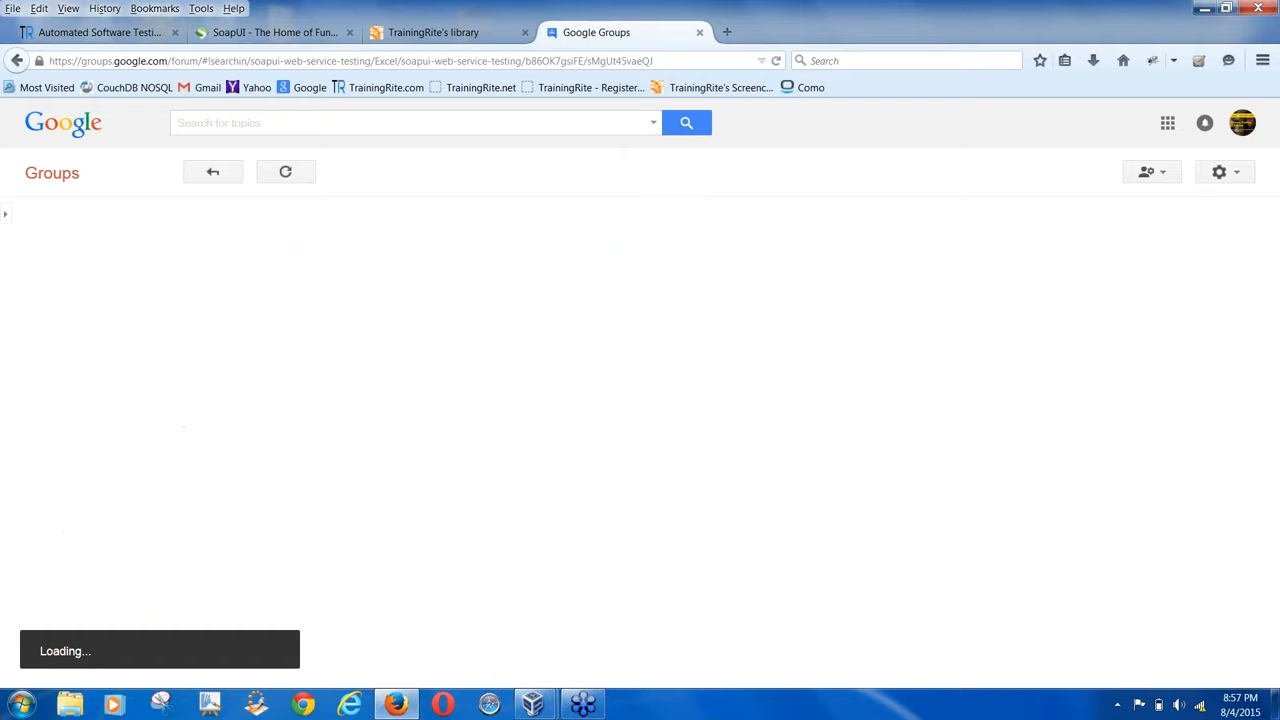 File Edit View History Bookmarks Tools Help
Automated Software Testi...
SoapUI - The Home of Fun...
TrainingRite's library
Google Groups
https://groups.google.com/forum/#!searchin/soapui-web-service-testing/Excel/soapui-web-service-testing/b86OK7gsiFE/sMgUt45vaeQJ
Search
Most Visited
CouchDB NOSQL
Gmail
Yahoo
Google
TrainingRite.com
TrainingRite.net
TrainingRite - Register...
TrainingRite's Screenc...
Como
Google
Search for topics
Groups
Loading...
8:57 PM
8/4/2015